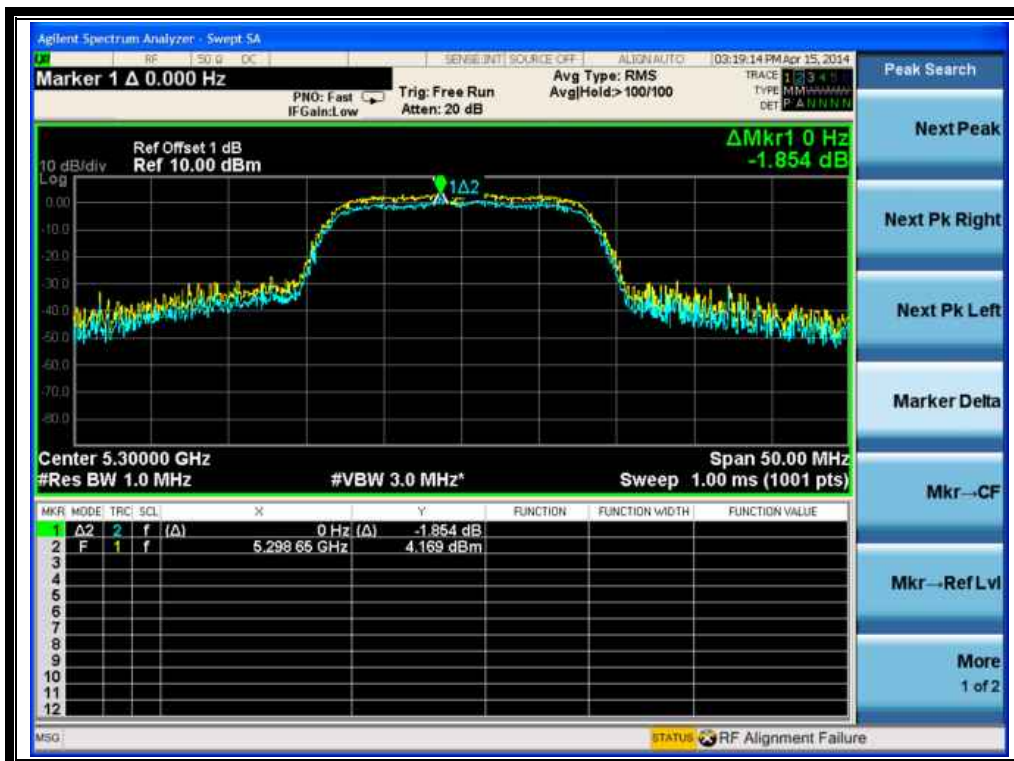 Agilent Spectrum Analyzer - Swept SA
RF 50 Ω DC SENSE:INT SOURCE OFF ALIGN AUTO 03:19:14 PM Apr 15, 2014
Marker 1 Δ 0.000 Hz
PNO: Fast
IFGain:Low
Trig: Free Run
Atten: 20 dB
Avg Type: RMS
Avg|Hold:> 100/100
TRACE 1 2 3 4 5
TYPE MM
DET P A N N N N
Peak Search
Next Peak
Next Pk Right
Next Pk Left
Marker Delta
Mkr→CF
Mkr→Ref Lvl
More
1 of 2
ΔMkr1 0 Hz
-1.854 dB
Ref Offset 1 dB
10 dB/div Ref 10.00 dBm
Log
1Δ2
0.00
-10.0
-20.0
-30.0
-40.0
-50.0
-60.0
-70.0
-80.0
Center 5.30000 GHz Span 50.00 MHz
#Res BW 1.0 MHz #VBW 3.0 MHz* Sweep 1.00 ms (1001 pts)
MKR MODE TRC SCL X Y FUNCTION FUNCTION WIDTH FUNCTION VALUE
1 Δ2 2 f (Δ) 0 Hz (Δ) -1.854 dB
2 F 1 f 5.298 65 GHz 4.169 dBm
3
4
5
6
7
8
9
10
11
12
MSG STATUS RF Alignment Failure